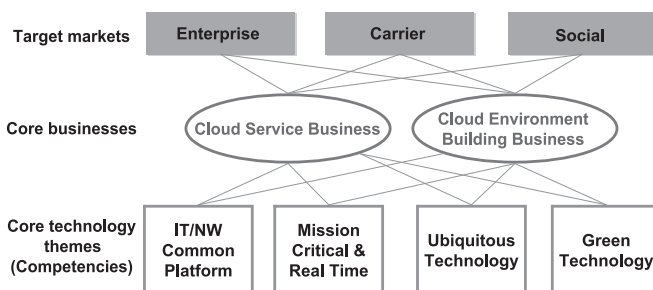 Target markets
Enterprise
Carrier
Social
Core businesses
Cloud Service Business
Cloud Environment
Building Business
Core technology
themes
(Competencies)
IT/NW
Common
Platform
Mission
Critical &
Real Time
Ubiquitous
Technology
Green
Technology